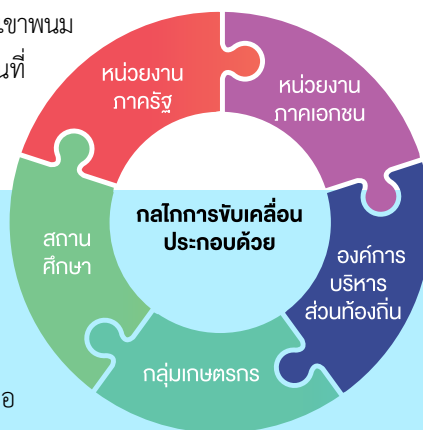 เขาพนม
นที่
หน่วยงาน
ภาครัฐ
หน่วยงาน
ภาคเอกชน
กลไกการขับเคลื่อน
ประกอบด้วย
สถาน
ศึกษา
องค์การ
บริหาร
ส่วนท้องถิ่น
กลุ่มเกษตรกร
อ